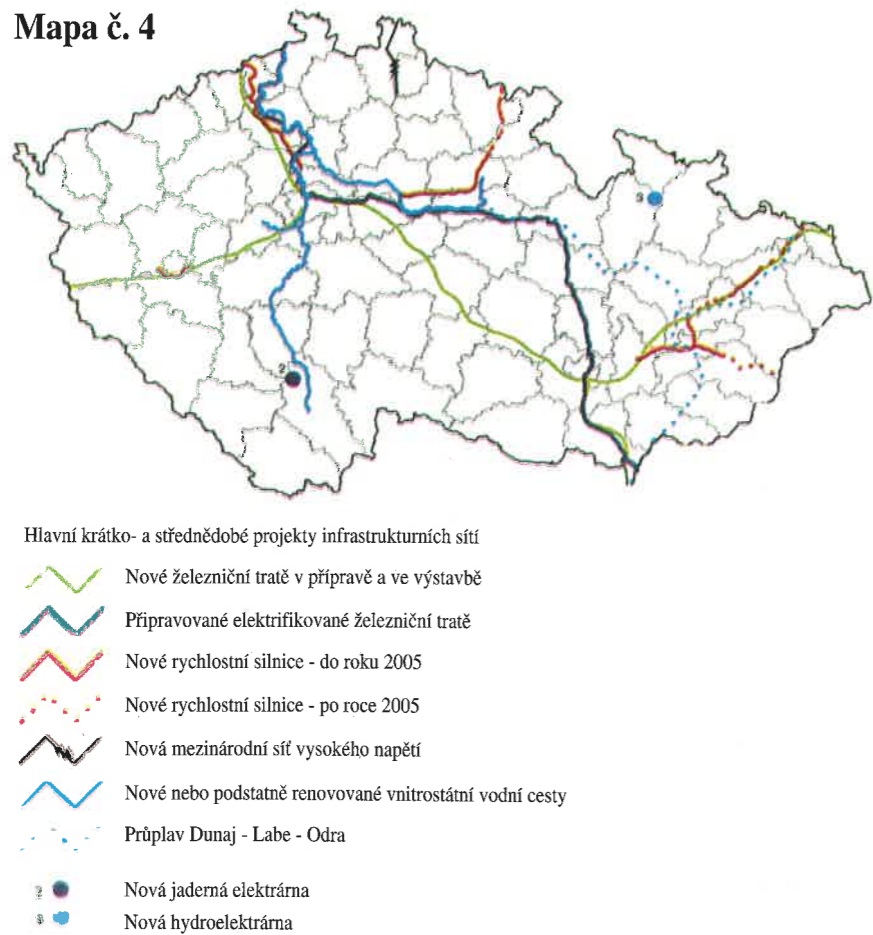 Mapa č. 4
3
2
Hlavní krátko- a střednědobé projekty infrastrukturních sítí
Nové železniční tratě v přípravě a ve výstavbě
Připravované elektrifikované železniční tratě
Nové rychlostní silnice - do roku 2005
Nové rychlostní silnice - po roce 2005
Nová mezinárodní síť vysokého napětí
Nové nebo podstatně renovované vnitrostátní vodní cesty
Průplav Dunaj - Labe - Odra
Nová jaderná elektrárna
Nová hydroelektrárna